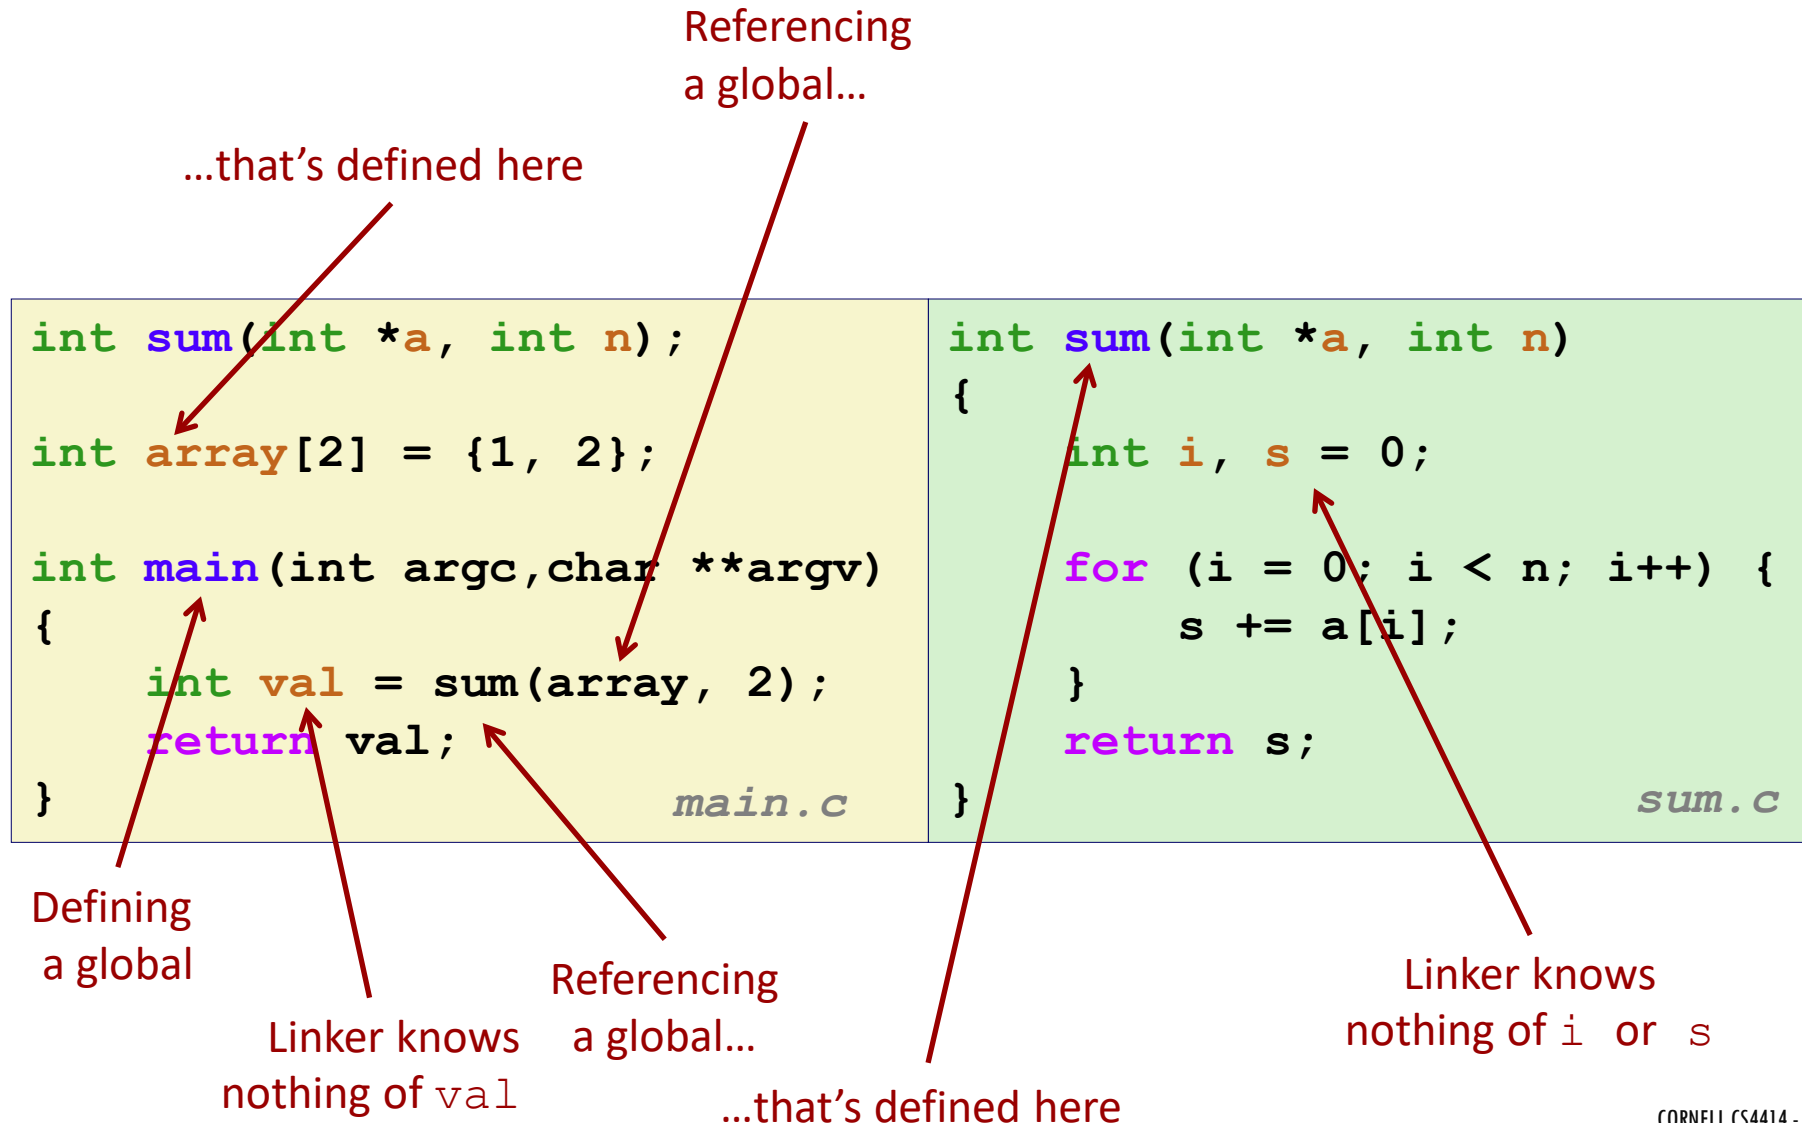 Referencing
a global…
…that’s defined here
int sum(int *a, int n);
int array[2] = {1, 2};
int main(int argc,char **argv)
{
    int val = sum(array, 2);
    return val;
}
main.c
int sum(int *a, int n)
{
    int i, s = 0;
    for (i = 0; i < n; i++) {
        s += a[i];
    }
    return s;
}
sum.c
Defining
a global
Linker knows
nothing of val
Referencing
a global…
…that’s defined here
Linker knows
nothing of i or s
CORNELL CS4414 -